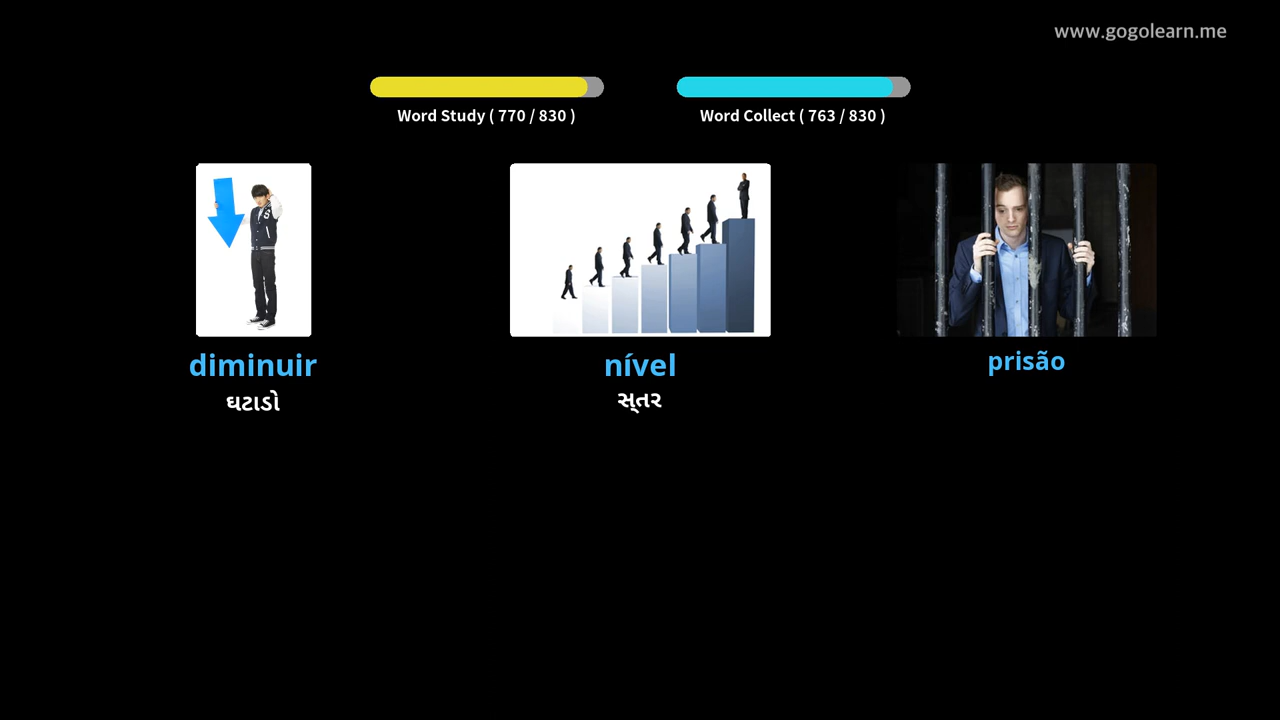 www.gogolearn.me
Word Study ( 770 / 830 )
Word Collect ( 763 / 830 )
S
diminuir
nível
prisão
ઘટાડો
સ્તર